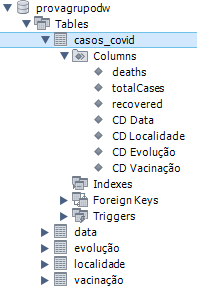 provagrupodw
Tables
casos_covid
Columns
deaths
totalCases
recovered
CD Data
CD Localidade
CD Evolução
CD Vacinação
Indexes
Foreign Keys
Triggers
data
evolução
localidade
vacinação